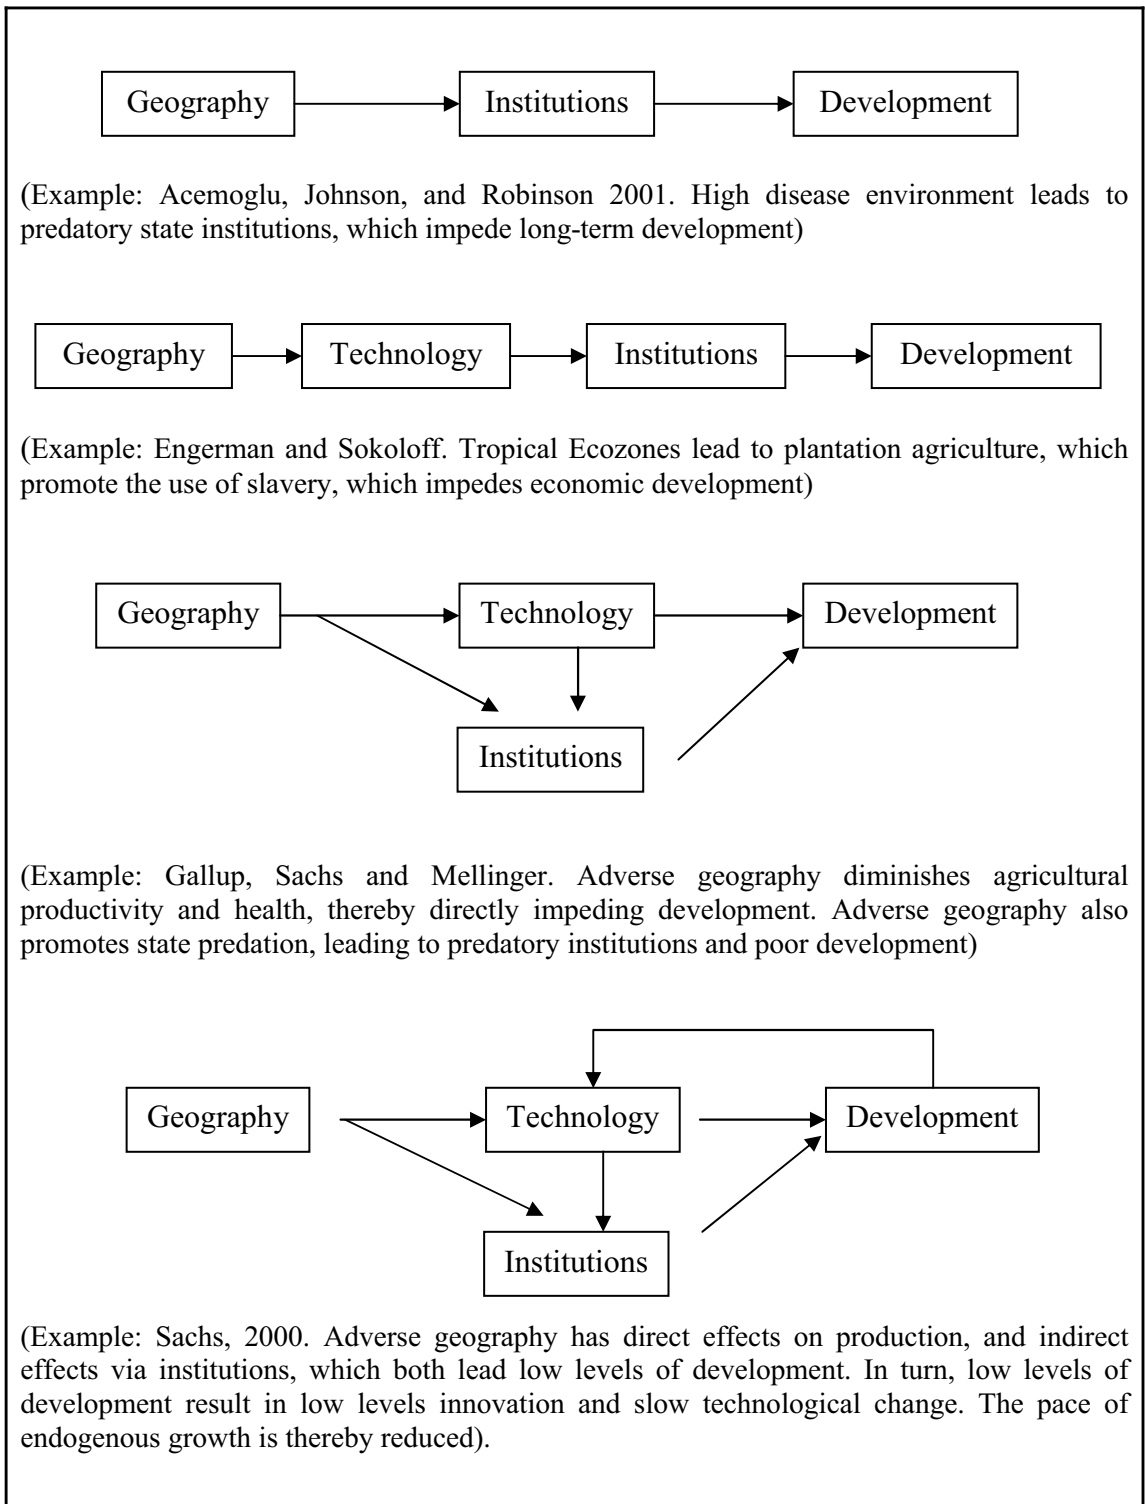 Geography Institutions Development
(Example: Acemoglu, Johnson, and Robinson 2001. High disease environment leads to
predatory state institutions, which impede long-term development)
Geography Technology Institutions Development
(Example: Engerman and Sokoloff. Tropical Ecozones lead to plantation agriculture, which
promote the use of slavery, which impedes economic development)
Geography Technology Development
Institutions
(Example: Gallup, Sachs and Mellinger. Adverse geography diminishes agricultural
productivity and health, thereby directly impeding development. Adverse geography also
promotes state predation, leading to predatory institutions and poor development)
Geography Technology Development
Institutions
(Example: Sachs, 2000. Adverse geography has direct effects on production, and indirect
effects via institutions, which both lead low levels of development. In turn, low levels of
development result in low levels innovation and slow technological change. The pace of
endogenous growth is thereby reduced).